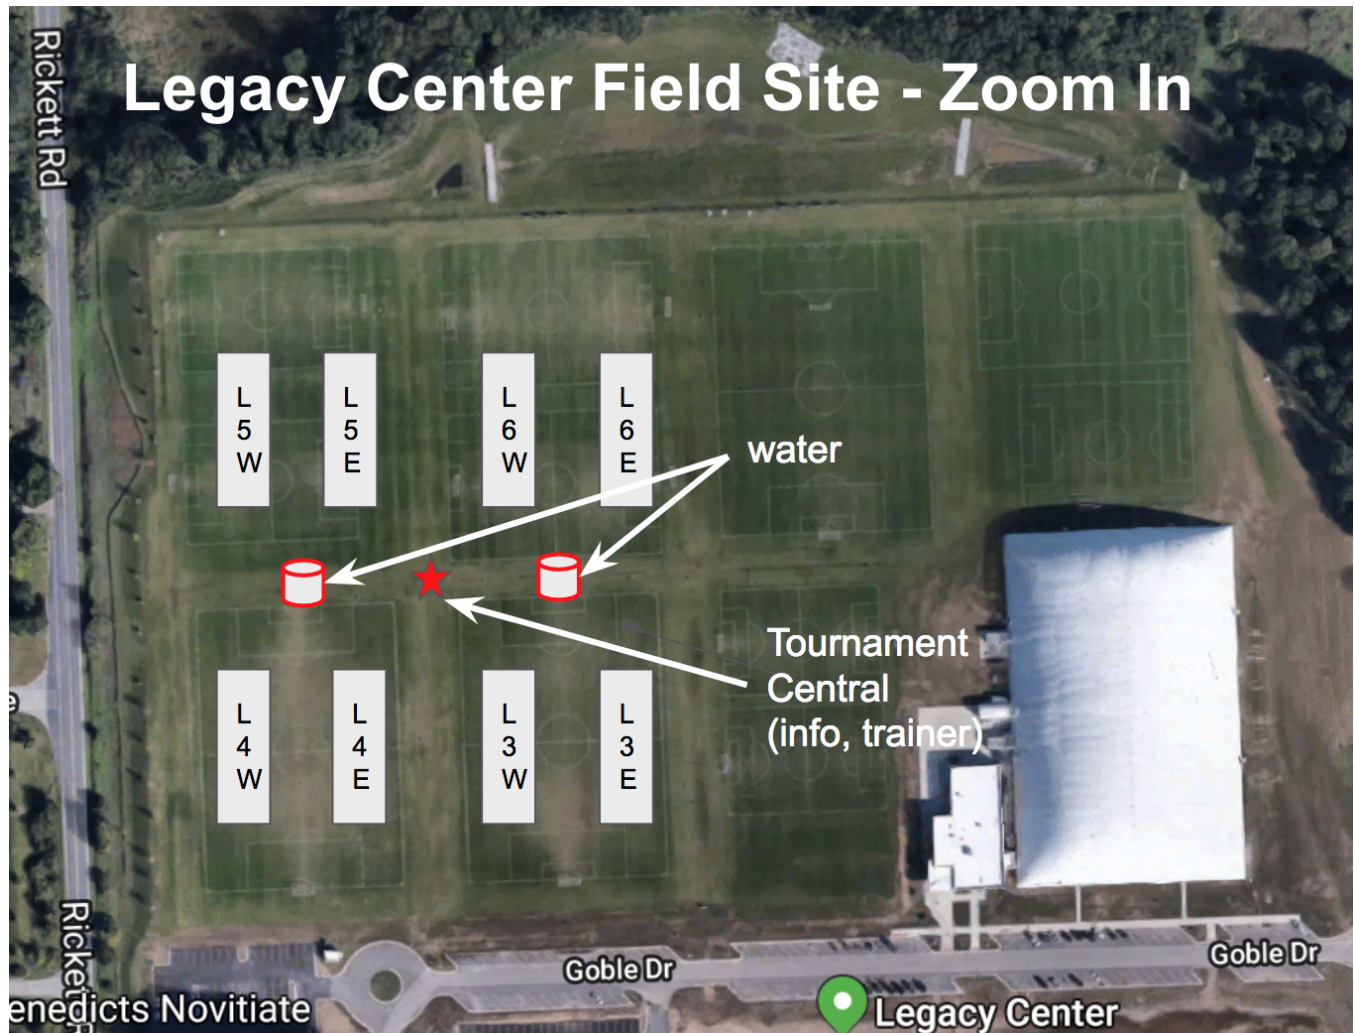 Legacy Center Field Site - Zoom In
Rickett Rd
L
5
W
L
5
E
L
6
W
L
6
E
water
Tournament
Central
(info, trainer)
L
4
W
L
4
E
L
3
W
L
3
E
e
Rickett R
Goble Dr
Goble Dr
enedicts Novitiate
Legacy Center